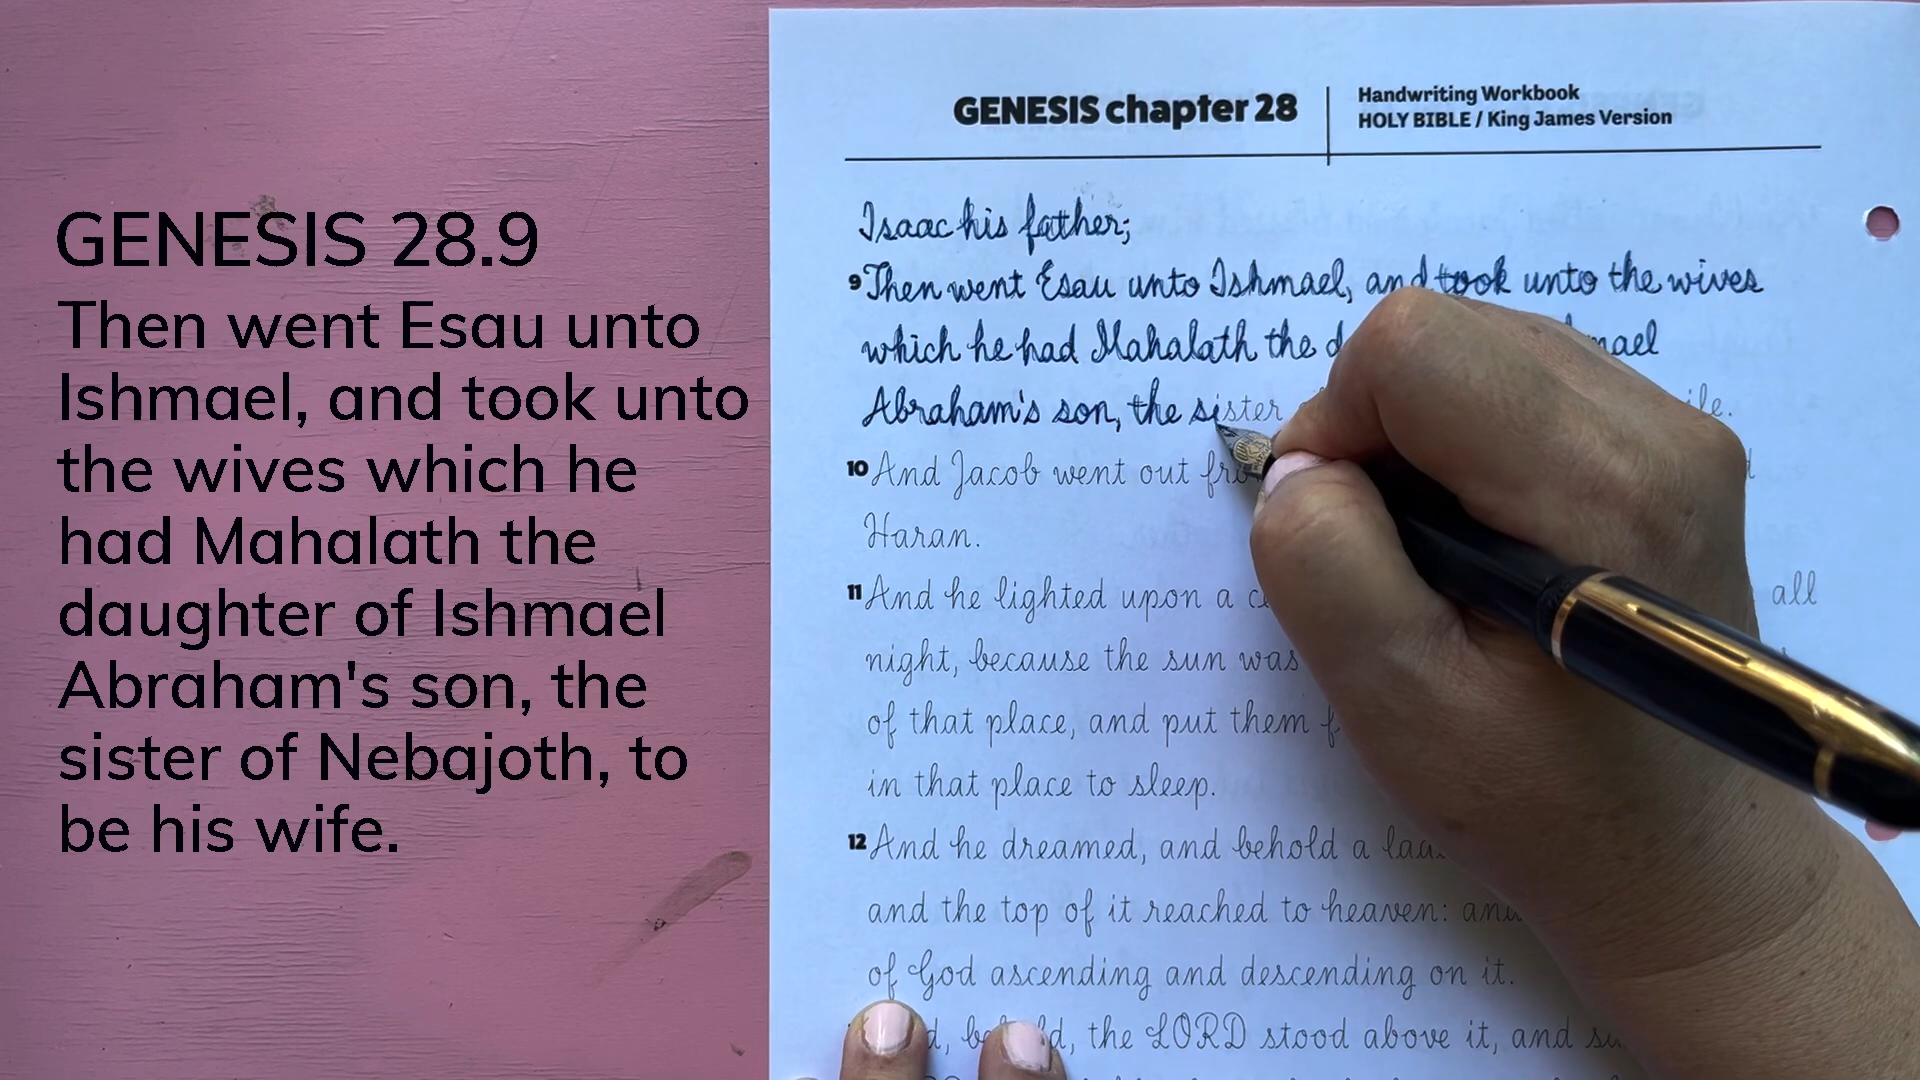 GENESIS 28.9
Then went Esau unto
Ishmael, and took unto
the wives which he
had Mahalath the
daughter of Ishmael
Abraham's son, the
sister of Nebajoth, to
be his wife.
GENESIS chapter 28
Handwriting Workbook
HOLY BIBLE / King James Version
Isaac his father;
9 Then went Esau unto Ishmael, and took unto the wives
which he had Mahalath the
Abraham's son, the sister
10 And Jacob went out
Haran.
11 And he lighted upon a all
night, because the sun was
of that place, and put them
in that place to sleep.
12 And he dreamed, and behold a
and the top of it reached to heaven: and
of God ascending and descending on it.
the LORD stood above it, and